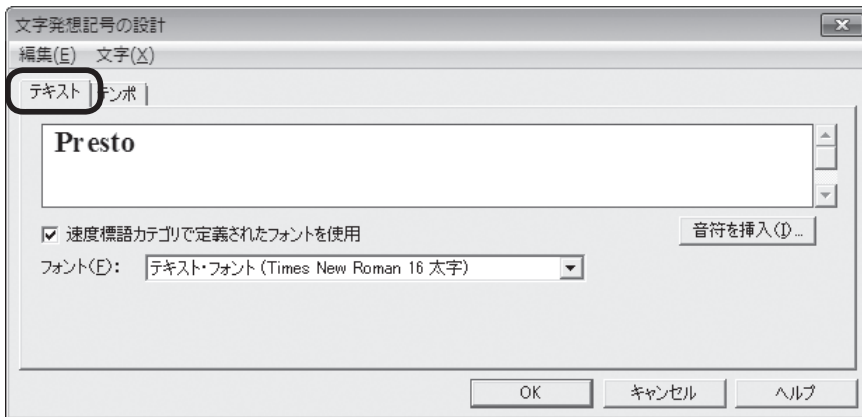 文字発想記号の設計
編集(E) 文字(X)
テキスト テンポ
Presto
速度標語カテゴリで定義されたフォントを使用 音符を挿入(I)...
フォント(F): テキスト・フォント (Times New Roman 16 太字)
OK キャンセル ヘルプ